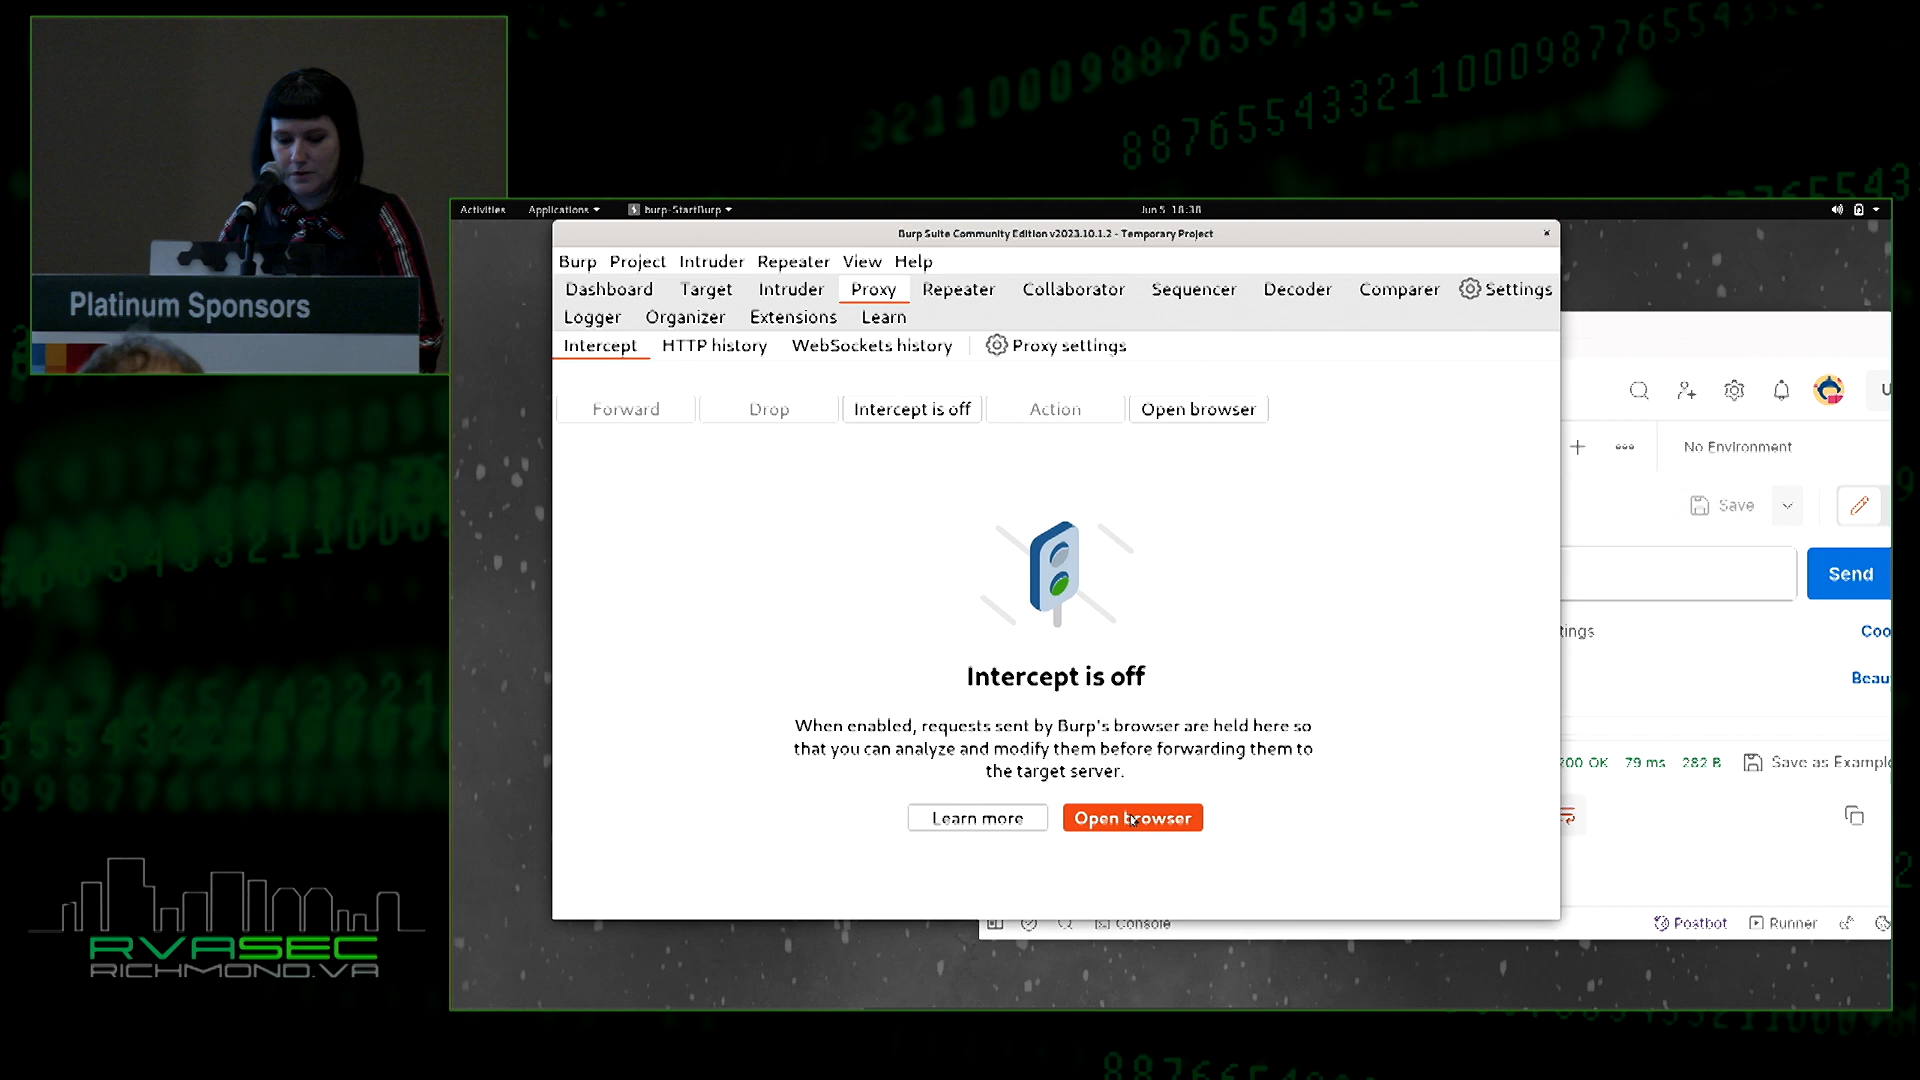 Platinum Sponsors
Activities Applications burp-StartBurp Jun 5 18:38
Burp Suite Community Edition v2023.10.1.2 - Temporary Project
Burp Project Intruder Repeater View Help
Dashboard Target Intruder Proxy Repeater Collaborator Sequencer Decoder Comparer Settings
Logger Organizer Extensions Learn
Intercept HTTP history WebSockets history Proxy settings
Forward Drop Intercept is off Action Open browser
No Environment
Save
Send
tings
Coo
Beau
Intercept is off
When enabled, requests sent by Burp's browser are held here so
that you can analyze and modify them before forwarding them to
the target server.
Learn more Open browser
200 OK 79 ms 282 B Save as Example
Console Postbot Runner
RVASEC
RICHMOND.VA
32110009887655443321
8876554433211000998776554433